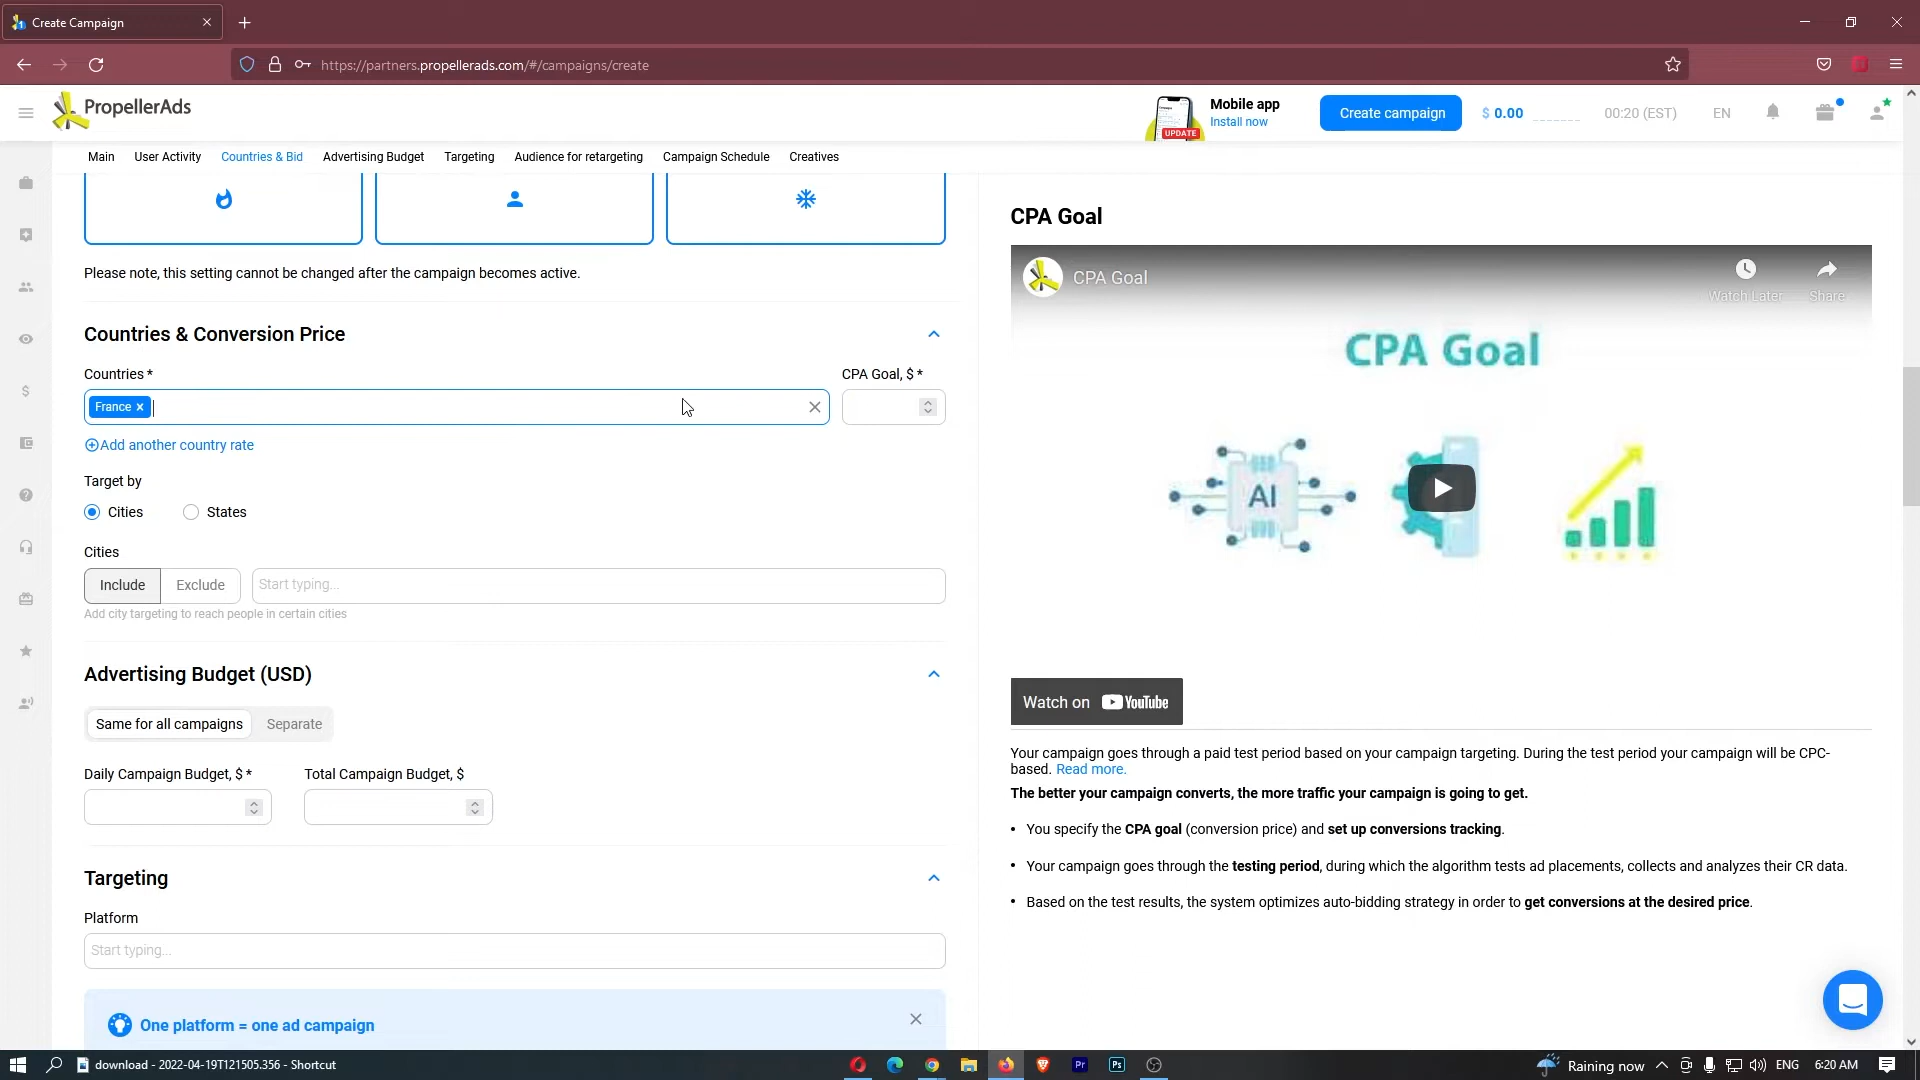 Create Campaign
https://partners.propellerads.com/#/campaigns/create
PropellerAds
UPDATE
Mobile app
Install now
Create campaign
$ 0.00
00:20 (EST)
EN
Main
User Activity
Countries & Bid
Advertising Budget
Targeting
Audience for retargeting
Campaign Schedule
Creatives
Please note, this setting cannot be changed after the campaign becomes active.
Countries & Conversion Price
Countries *
CPA Goal, $ *
France ×
Add another country rate
Target by
Cities
States
Cities
Include
Exclude
Start typing...
Add city targeting to reach people in certain cities
Advertising Budget (USD)
Same for all campaigns
Separate
Daily Campaign Budget, $ *
Total Campaign Budget, $
Targeting
Platform
Start typing...
One platform = one ad campaign
CPA Goal
CPA Goal
Watch Later
Share
CPA Goal
AI
Watch on YouTube
Your campaign goes through a paid test period based on your campaign targeting. During the test period your campaign will be CPC-
based. Read more.
The better your campaign converts, the more traffic your campaign is going to get.
• You specify the CPA goal (conversion price) and set up conversions tracking.
• Your campaign goes through the testing period, during which the algorithm tests ad placements, collects and analyzes their CR data.
• Based on the test results, the system optimizes auto-bidding strategy in order to get conversions at the desired price.
download - 2022-04-19T121505.356 - Shortcut
Pr
Ps
Raining now
ENG
6:20 AM